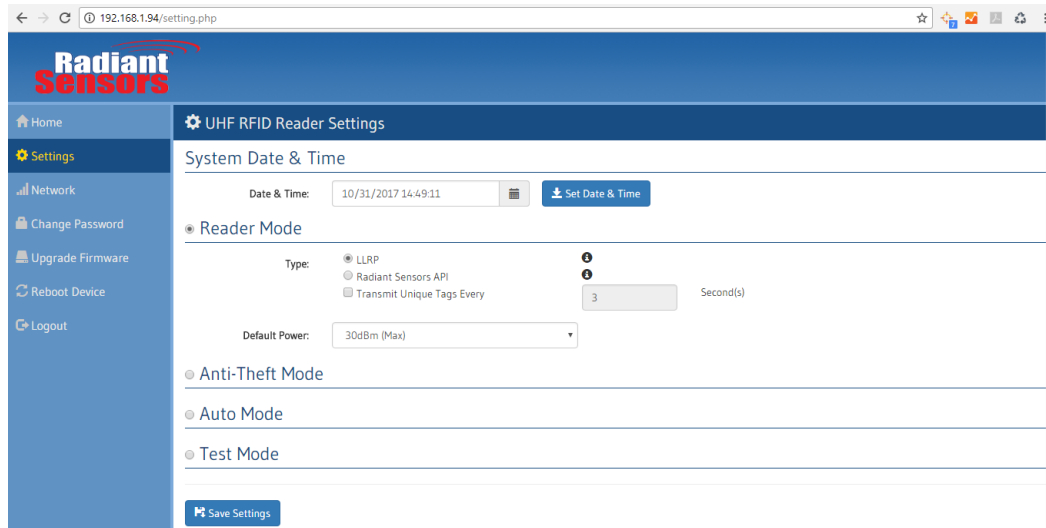 192.168.1.94/setting.php
7
Radiant
Sensors
Home
Settings
Network
Change Password
Upgrade Firmware
Reboot Device
Logout
UHF RFID Reader Settings
System Date & Time
Date & Time:
10/31/2017 14:49:11
Set Date & Time
Reader Mode
Type:
LLRP
Radiant Sensors API
Transmit Unique Tags Every
3
Second(s)
Default Power:
30dBm (Max)
Anti-Theft Mode
Auto Mode
Test Mode
Save Settings